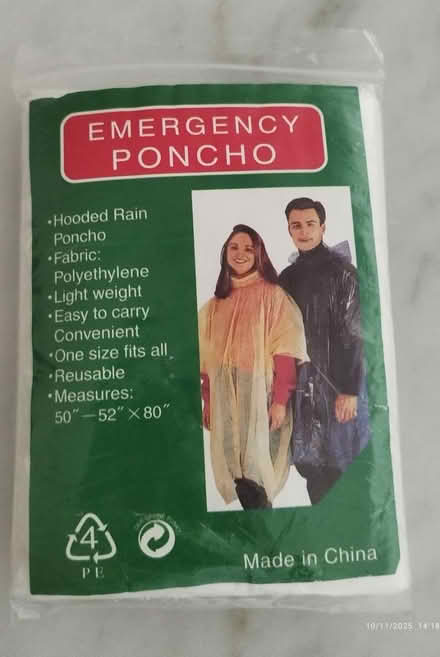 EMERGENCY
PONCHO
•Hooded Rain
Poncho
•Fabric:
Polyethylene
•Light weight
•Easy to carry
Convenient
•One size fits all.
•Reusable
•Measures:
50″—52″×80″
4
PE
Made in China
10/11/2025 14:18